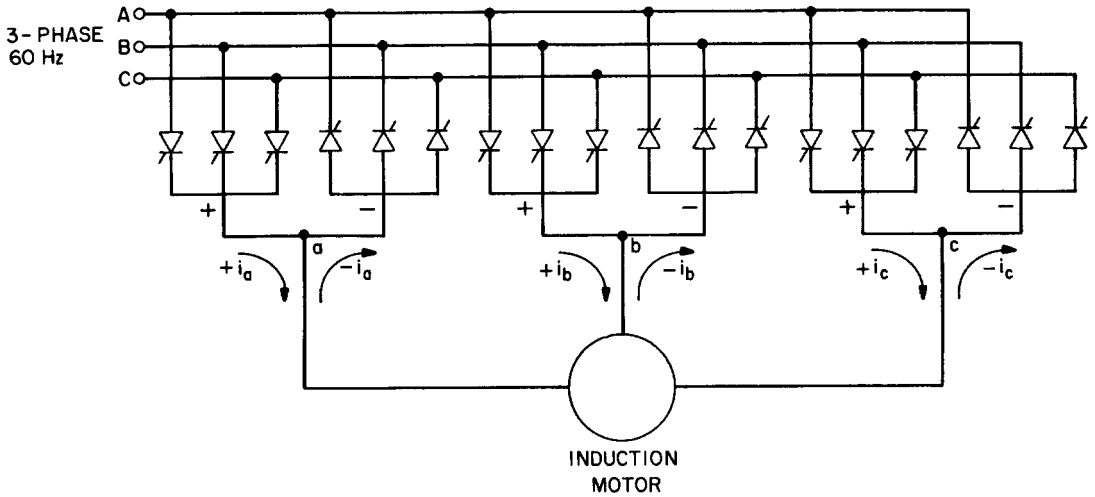 A
3-PHASE
60 Hz
B
C
+
−
+
−
+
−
a
b
c
+ia
−ia
+ib
−ib
+ic
−ic
INDUCTION
MOTOR